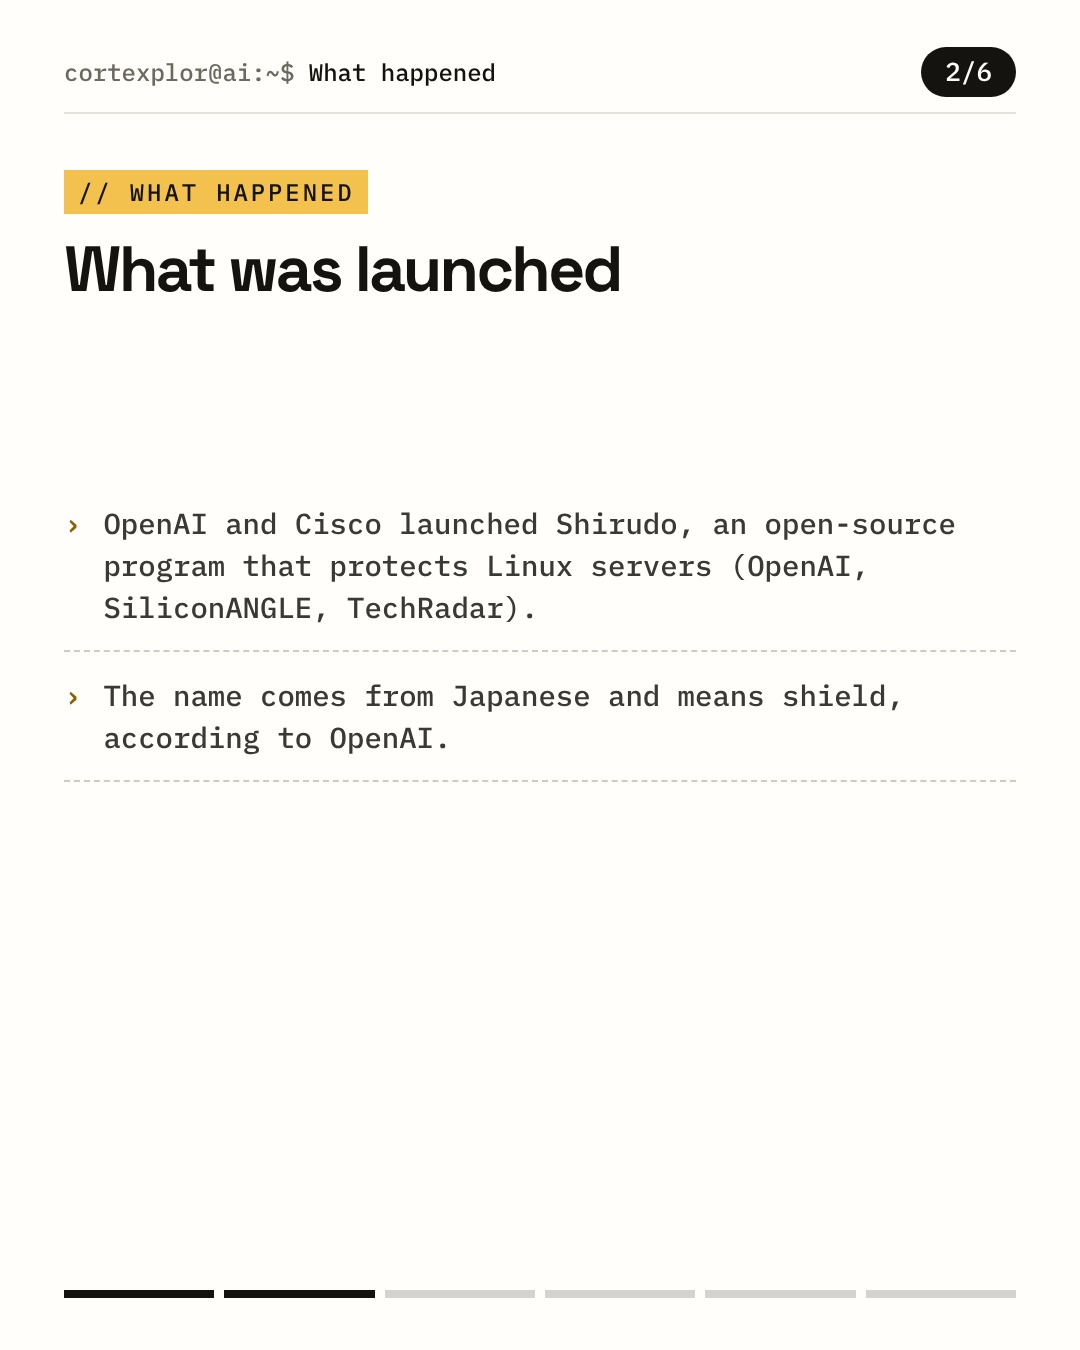 cortexplor@ai:~$ What happened
2/6
// WHAT HAPPENED
What was launched
› OpenAI and Cisco launched Shirudo, an open-source
program that protects Linux servers (OpenAI,
SiliconANGLE, TechRadar).
› The name comes from Japanese and means shield,
according to OpenAI.